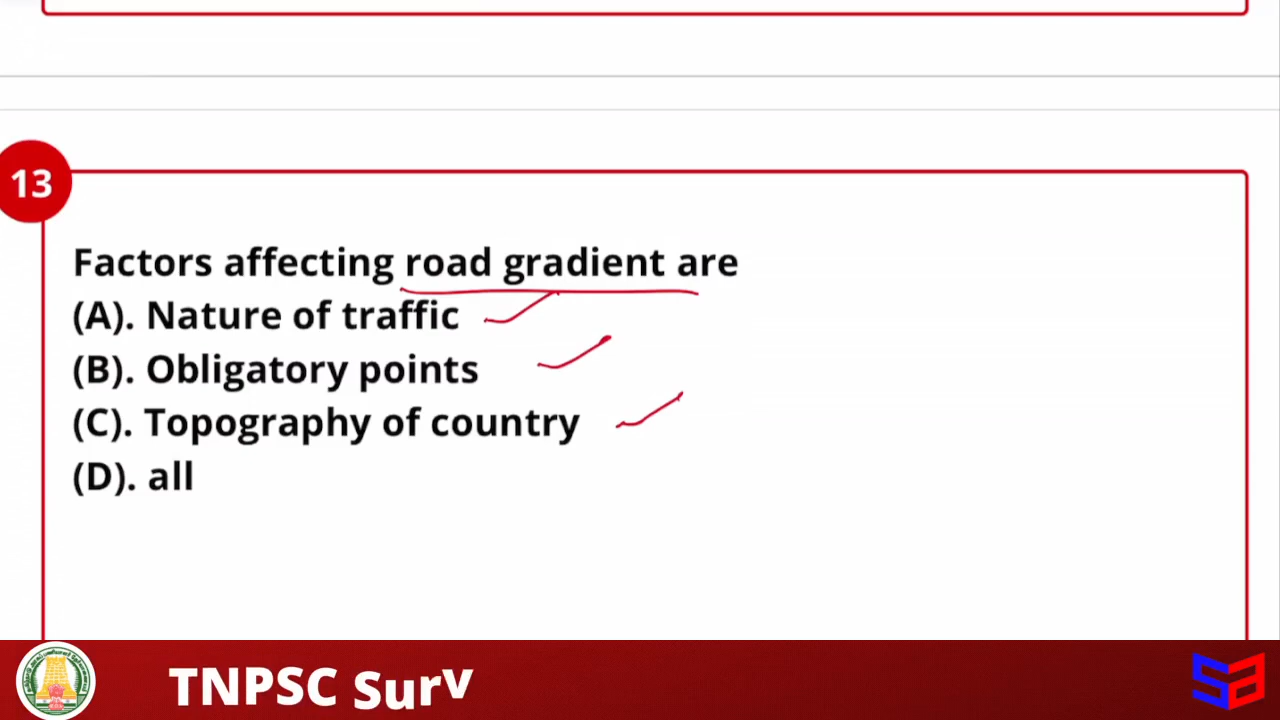 13
Factors affecting road gradient are
(A). Nature of traffic
(B). Obligatory points
(C). Topography of country
(D). all
TNPSC Surv